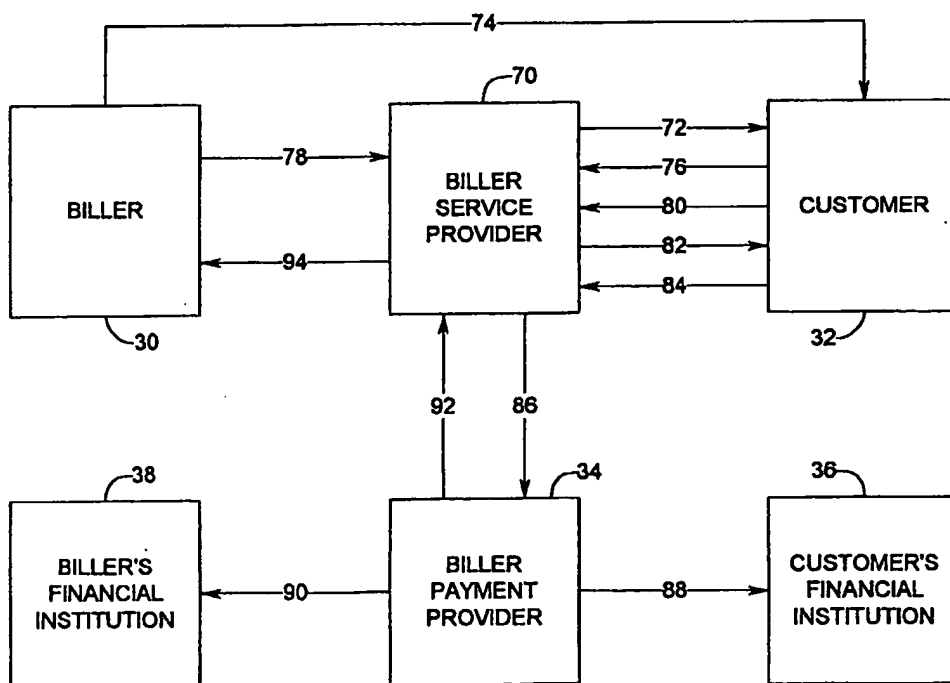 74
70
78
72
76
BILLER
BILLER
SERVICE
PROVIDER
80
CUSTOMER
94
82
84
30
32
92
86
38
34
36
BILLER'S
FINANCIAL
INSTITUTION
90
BILLER
PAYMENT
PROVIDER
88
CUSTOMER'S
FINANCIAL
INSTITUTION